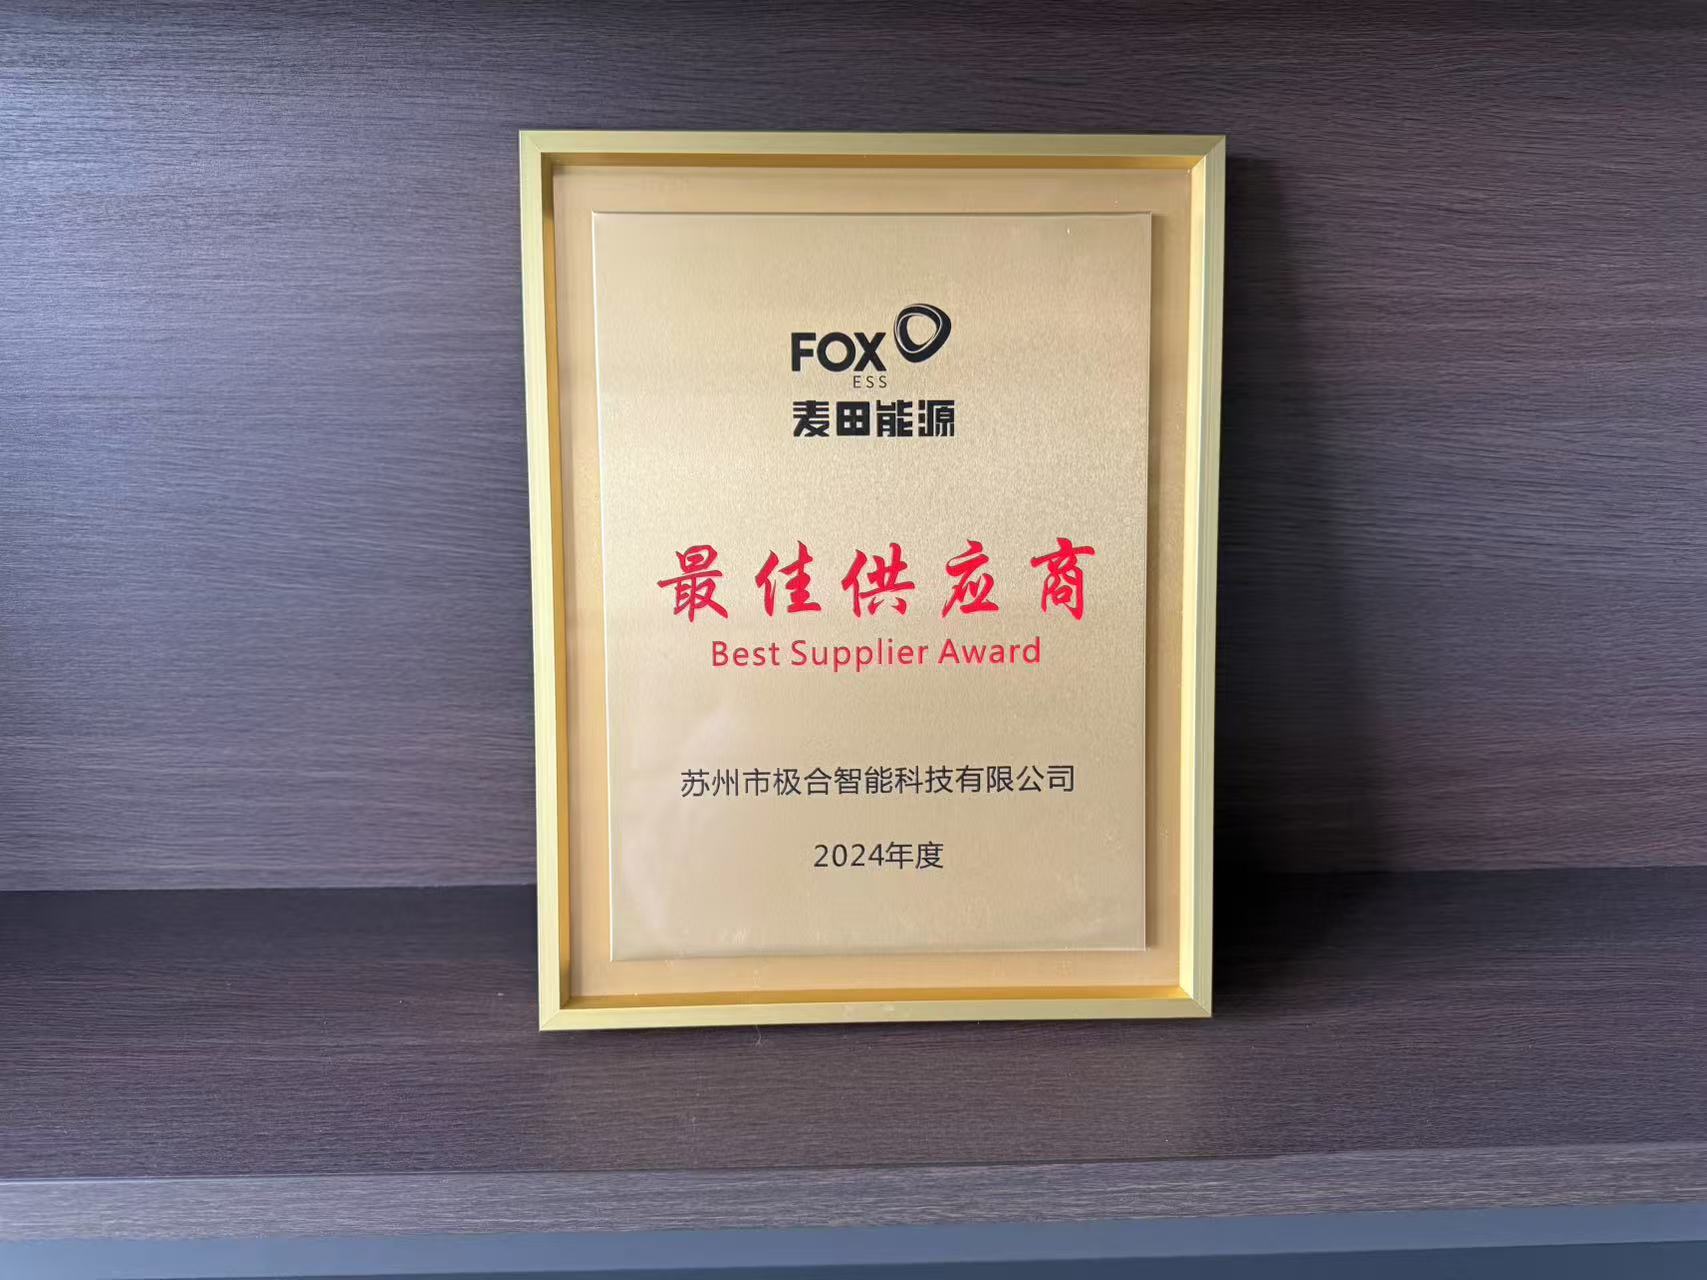 FOX
ESS
麦田能源
最佳供应商
Best Supplier Award
苏州市极合智能科技有限公司
2024年度